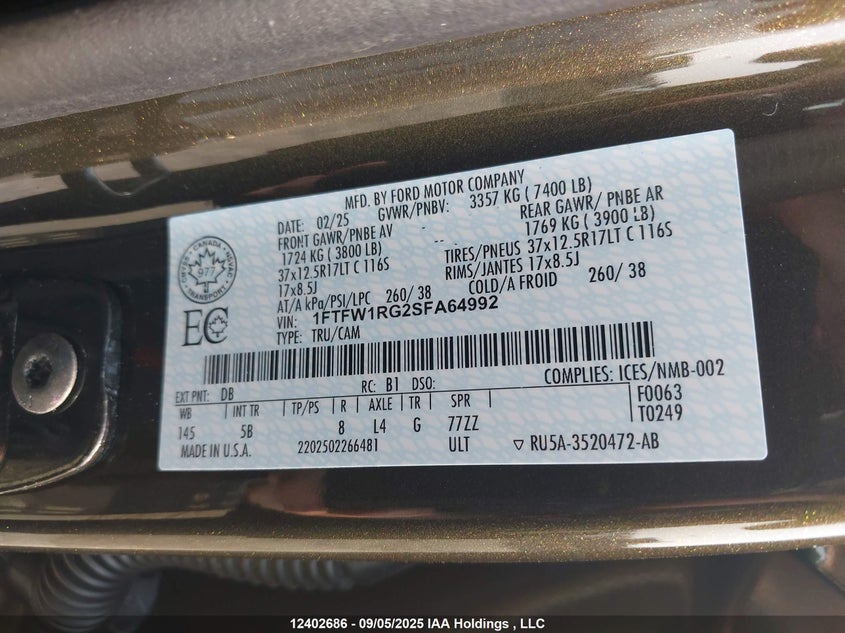 MFD. BY FORD MOTOR COMPANY
DATE: 02/25 GVWR/PNBV: 3357 KG ( 7400 LB)
FRONT GAWR/PNBE AV -- - REAR GAWR/ PNBE AR
1724 KG ( 3800 LB) 1769 KG ( 3900 LB)
37x12.5R17LT C 116S TIRES/PNEUS 37x12.5R17LT C 116S
17x8.5J RIMS/JANTES 17x8.5J
AT/A kPa/PSI/LPC 260/ 38 COLD/A FROID 260/ 38
VIN: 1FTFW1RG2SFA64992
TYPE: TRU/CAM
CANADA
977
TRANSPORT
EC
EXT PNT: DB RC: B1 DSO: COMPLIES: ICES/NMB-002
WB INT TR TP/PS R AXLE TR SPR F0063
145 5B 8 L4 G 77ZZ T0249
MADE IN U.S.A. 220250226481 ULT ▽ RU5A-3520472-AB
12402686 - 09/05/2025 IAA Holdings , LLC